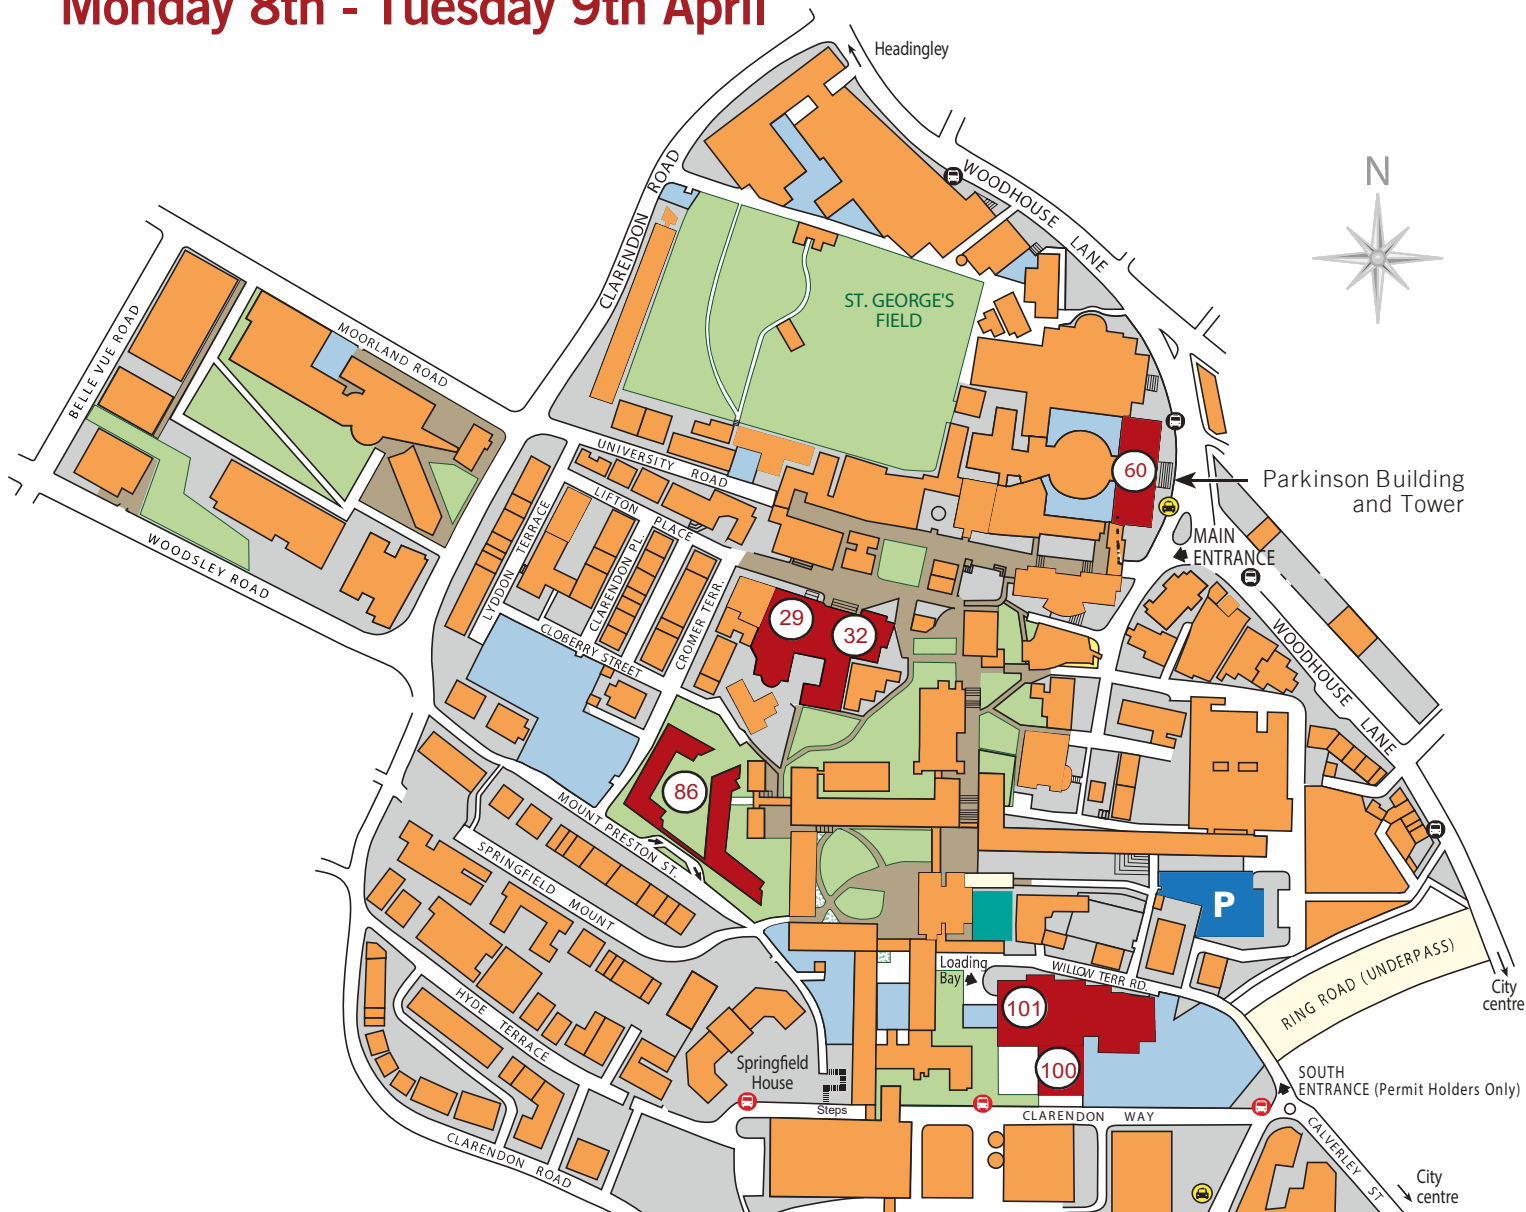 Monday 8th - Tuesday 9th April
Headingley
N
WOODHOUSE LANE
CLARENDON ROAD
ST. GEORGE'S
FIELD
MOORLAND ROAD
BELLE VUE ROAD
UNIVERSITY ROAD
60
Parkinson Building
and Tower
LIFTON PLACE
MAIN
ENTRANCE
LYDDON TERRACE
CLARENDON PL.
WOODSLEY ROAD
CROMER TERR.
29
32
CLOBERRY STREET
WOODHOUSE LANE
86
MOUNT PRESTON ST.
SPRINGFIELD MOUNT
P
Loading
Bay
WILLOW TERR RD.
RING ROAD (UNDERPASS)
City
centre
HYDE TERRACE
101
Springfield
House
100
SOUTH
ENTRANCE (Permit Holders Only)
Steps
CLARENDON WAY
CALVERLEY ST
CLARENDON ROAD
City
centre